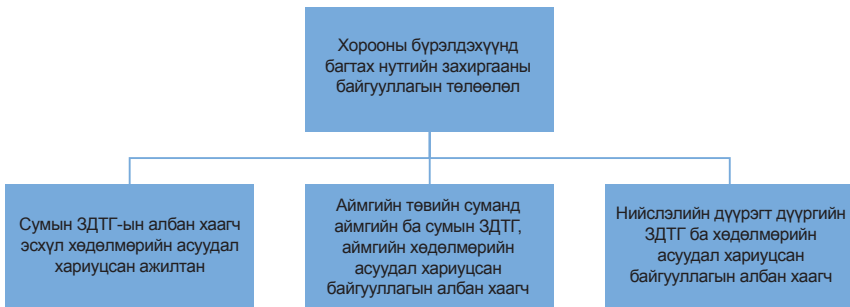 Хорооны бүрэлдэхүүнд
багтах нутгийн захиргааны
байгууллагын төлөөлөл
Сумын ЗДТГ-ын албан хаагч
эсхүл хөдөлмөрийн асуудал
хариуцсан ажилтан
Аймгийн төвийн суманд
аймгийн ба сумын ЗДТГ,
аймгийн хөдөлмөрийн
асуудал хариуцсан
байгууллагын албан хаагч
Нийслэлийн дүүрэгт дүүргийн
ЗДТГ ба хөдөлмөрийн
асуудал хариуцсан
байгууллагын албан хаагч